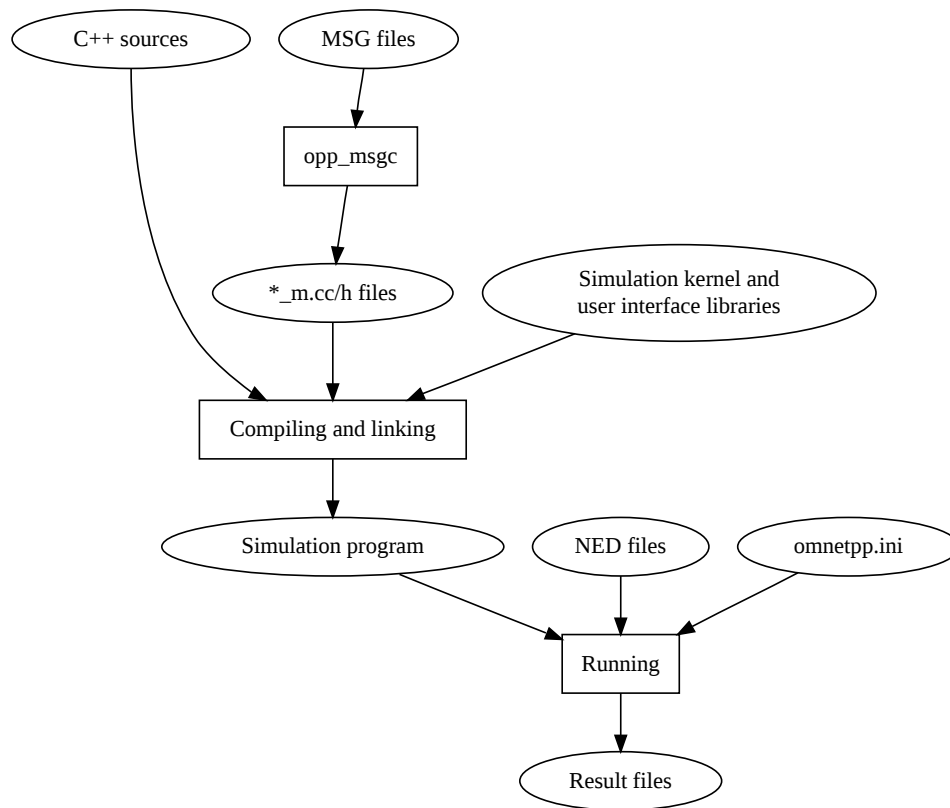 C++ sources
MSG files
opp_msgc
*_m.cc/h files
Simulation kernel and
user interface libraries
Compiling and linking
Simulation program
NED files
omnetpp.ini
Running
Result files